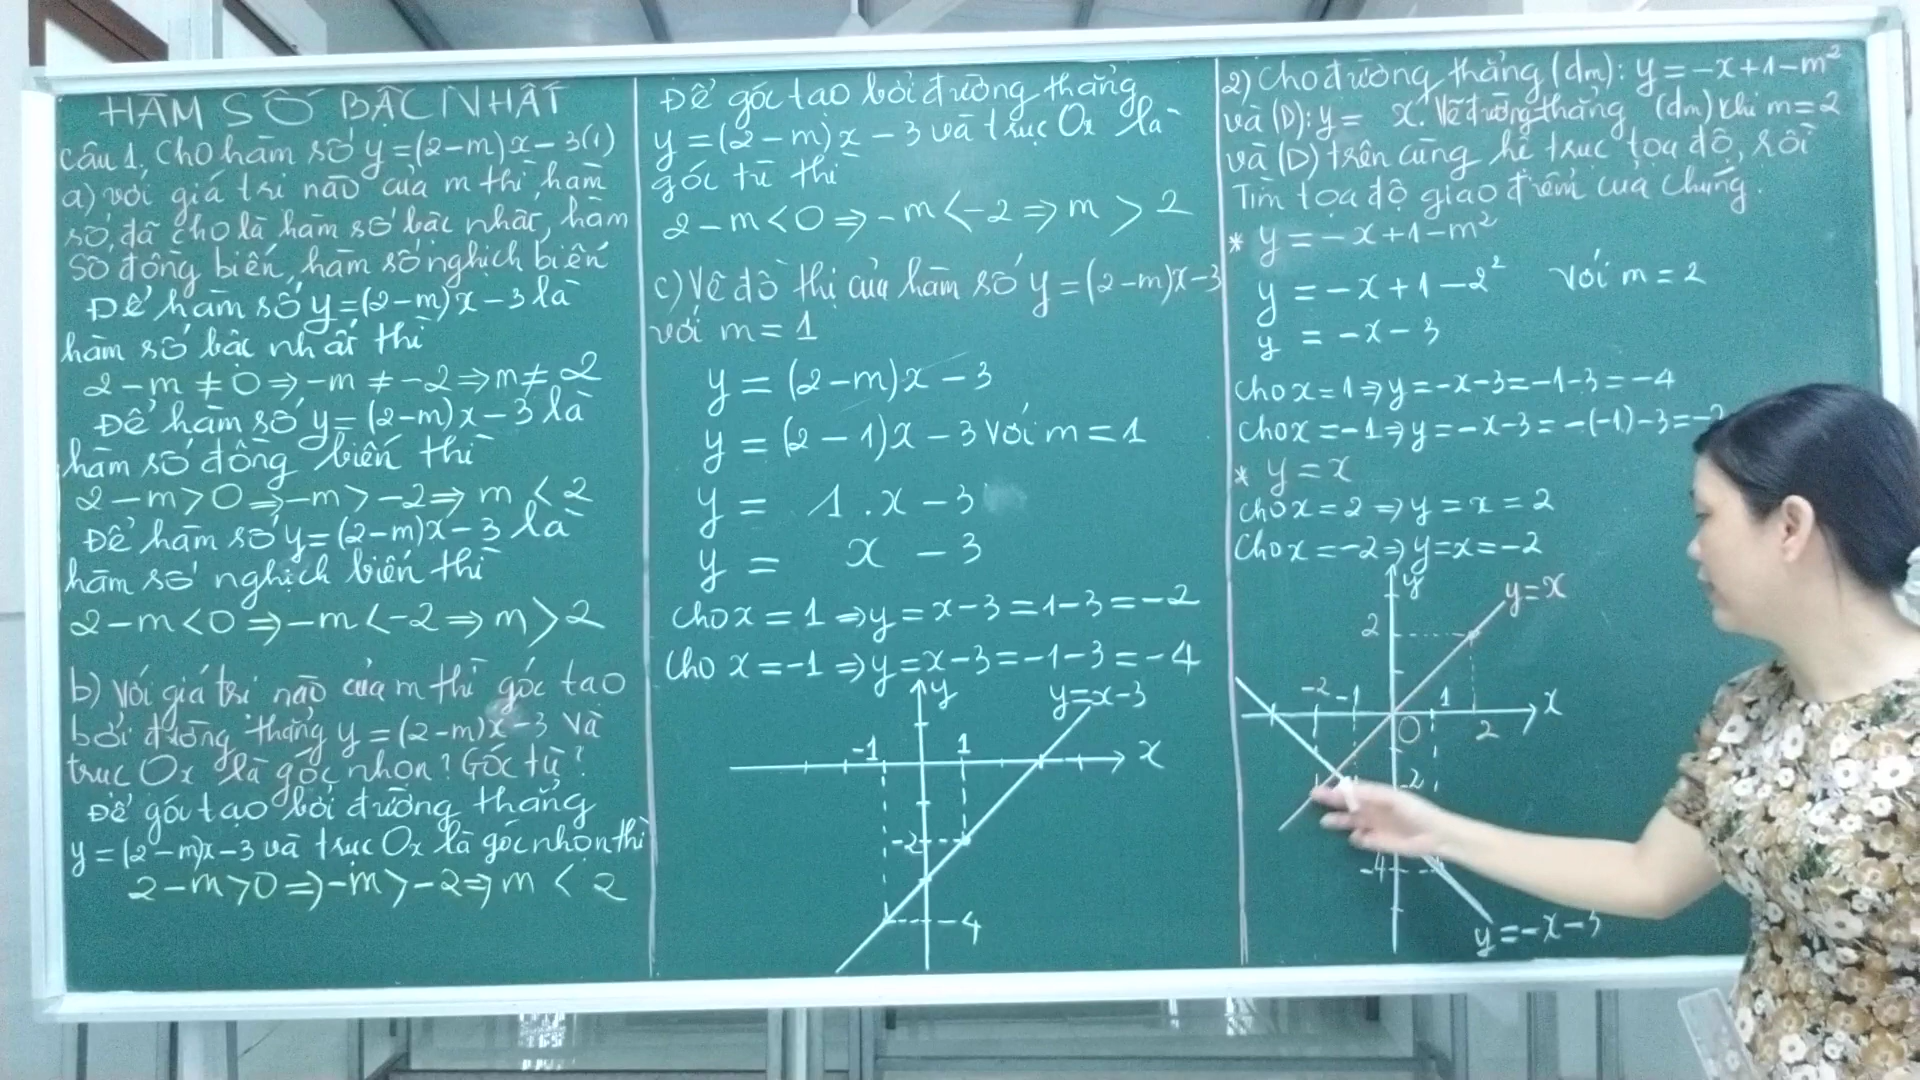 HÀM SỐ BẬC NHẤT
Câu 1. Cho hàm số y=(2-m)x-3(1)
a) với giá trị nào của m thì hàm
số đã cho là hàm số bậc nhất, hàm
số đồng biến, hàm số nghịch biến
Để hàm số y=(2-m)x-3 là
hàm số bậc nhất thì
2-m≠0⇒-m≠-2⇒m≠2
Để hàm số y=(2-m)x-3 là
hàm số đồng biến thì
2-m>0⇒-m>-2⇒m<2
Để hàm số y=(2-m)x-3 là
hàm số nghịch biến thì
2-m<0⇒-m<-2⇒m>2
b) Với giá trị nào của m thì góc tạo
bởi đường thẳng y=(2-m)x-3 và
trục Ox là góc nhọn? Góc tù?
Để góc tạo bởi đường thẳng
y=(2-m)x-3 và trục Ox là góc nhọn thì
2-m>0⇒-m>-2⇒m<2
Để góc tạo bởi đường thẳng
y=(2-m)x-3 và trục Ox là
góc tù thì
2-m<0⇒-m<-2⇒m>2
c) Vẽ đồ thị của hàm số y=(2-m)x-3
với m=1
y=(2-m)x-3
y=(2-1)x-3 Với m=1
y= 1.x-3
y= x-3
Cho x=1⇒y=x-3=1-3=-2
Cho x=-1⇒y=x-3=-1-3=-4
y
y=x-3
-1 1 x
-2
-4
2) Cho đường thẳng (dm): y=-x+1-m²
và (D): y= x. Vẽ đường thẳng (dm) khi m=2
và (D) trên cùng hệ trục tọa độ, rồi
Tìm tọa độ giao điểm của chúng.
* y=-x+1-m²
y=-x+1-2² Với m=2
y=-x-3
Cho x=1⇒y=-x-3=-1-3=-4
Cho x=-1⇒y=-x-3=-(-1)-3=-2
* y=x
Cho x=2⇒y=x=2
Cho x=-2⇒y=x=-2
y
y=x
2
-2 -1 1 x
O 2
-2
-4
y=-x-3